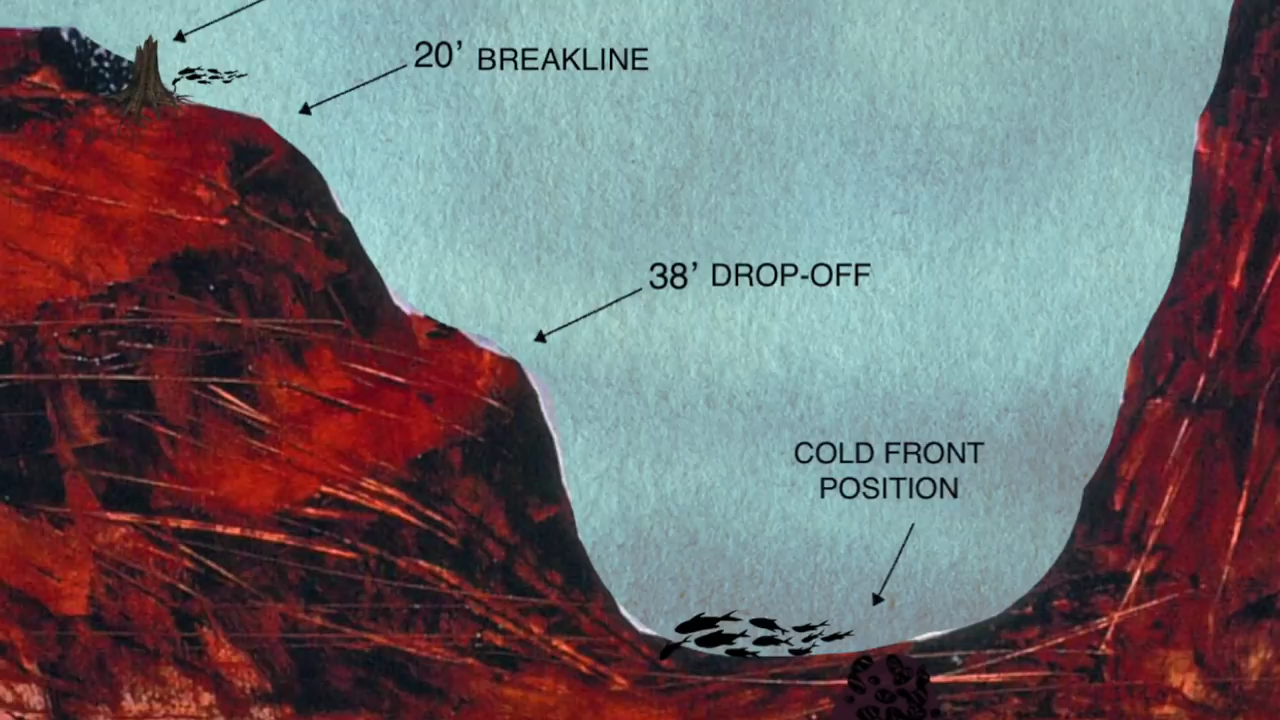 20’ BREAKLINE
38’ DROP-OFF
COLD FRONT
POSITION